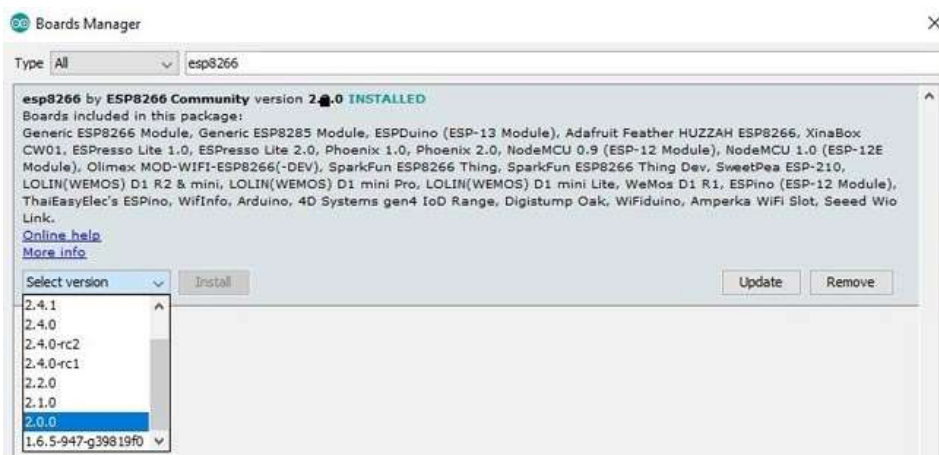 Boards Manager
Type All esp8266
esp8266 by ESP8266 Community version 2. .0 INSTALLED
Boards included in this package:
Generic ESP8266 Module, Generic ESP8285 Module, ESPDuino (ESP-13 Module), Adafruit Feather HUZZAH ESP8266, XinaBox
CW01, ESPresso Lite 1.0, ESPresso Lite 2.0, Phoenix 1.0, Phoenix 2.0, NodeMCU 0.9 (ESP-12 Module), NodeMCU 1.0 (ESP-12E
Module), Olimex MOD-WIFI-ESP8266(-DEV), SparkFun ESP8266 Thing, SparkFun ESP8266 Thing Dev, SweetPea ESP-210,
LOLIN(WEMOS) D1 R2 & mini, LOLIN(WEMOS) D1 mini Pro, LOLIN(WEMOS) D1 mini Lite, WeMos D1 R1, ESPino (ESP-12 Module),
ThaiEasyElec's ESPino, WifInfo, Arduino, 4D Systems gen4 IoD Range, Digistump Oak, WiFiduino, Amperka WiFi Slot, Seeed Wio
Link.
Online help
More info
Select version Install Update Remove
2.4.1
2.4.0
2.4.0-rc2
2.4.0-rc1
2.2.0
2.1.0
2.0.0
1.6.5-947-g39819f0